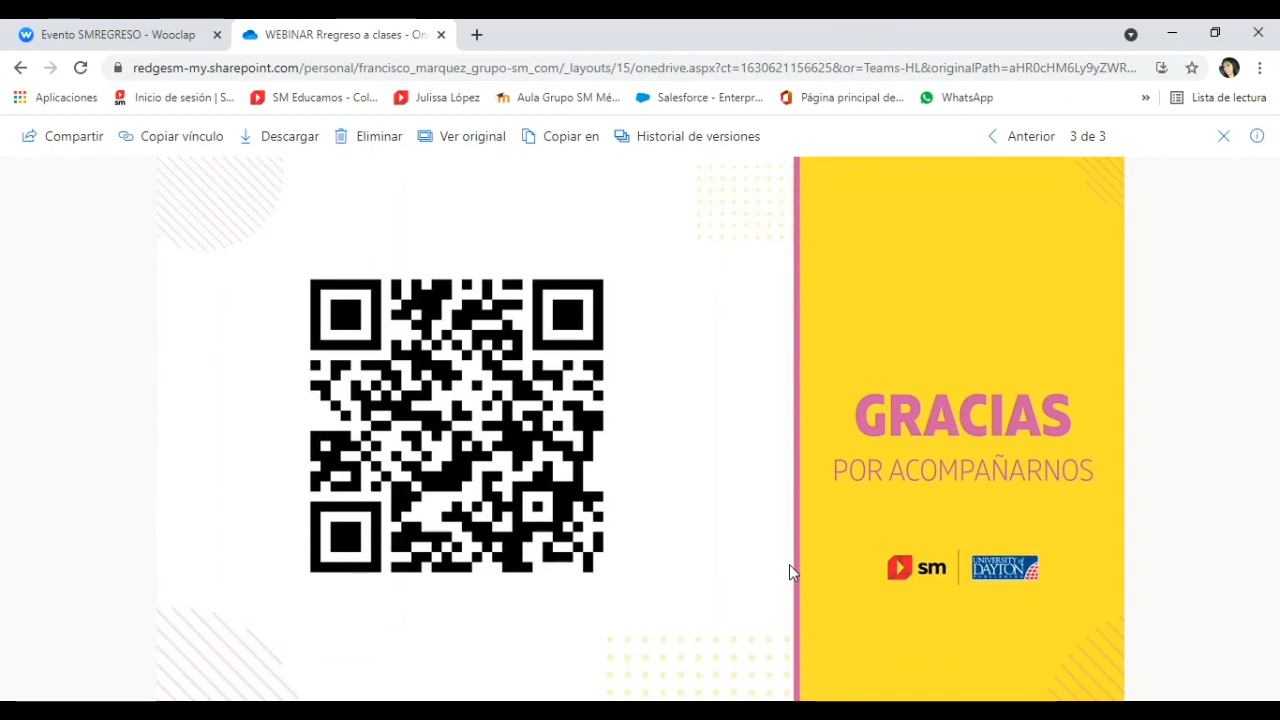 Evento SMREGRESO - Wooclap
WEBINAR Rregreso a clases - On
redgesm-my.sharepoint.com/personal/francisco_marquez_grupo-sm_com/_layouts/15/onedrive.aspx?ct=1630621156625&or=Teams-HL&originalPath=aHR0cHM6Ly9yZWR...
Aplicaciones
Inicio de sesión | S...
SM Educamos - Col...
Julissa López
Aula Grupo SM Mé...
Salesforce - Enterpr...
Página principal de...
WhatsApp
»
Lista de lectura
Compartir
Copiar vínculo
Descargar
Eliminar
Ver original
Copiar en
Historial de versiones
Anterior
3 de 3
GRACIAS
POR ACOMPAÑARNOS
sm
UNIVERSITY of
DAYTON
PUBLISHING